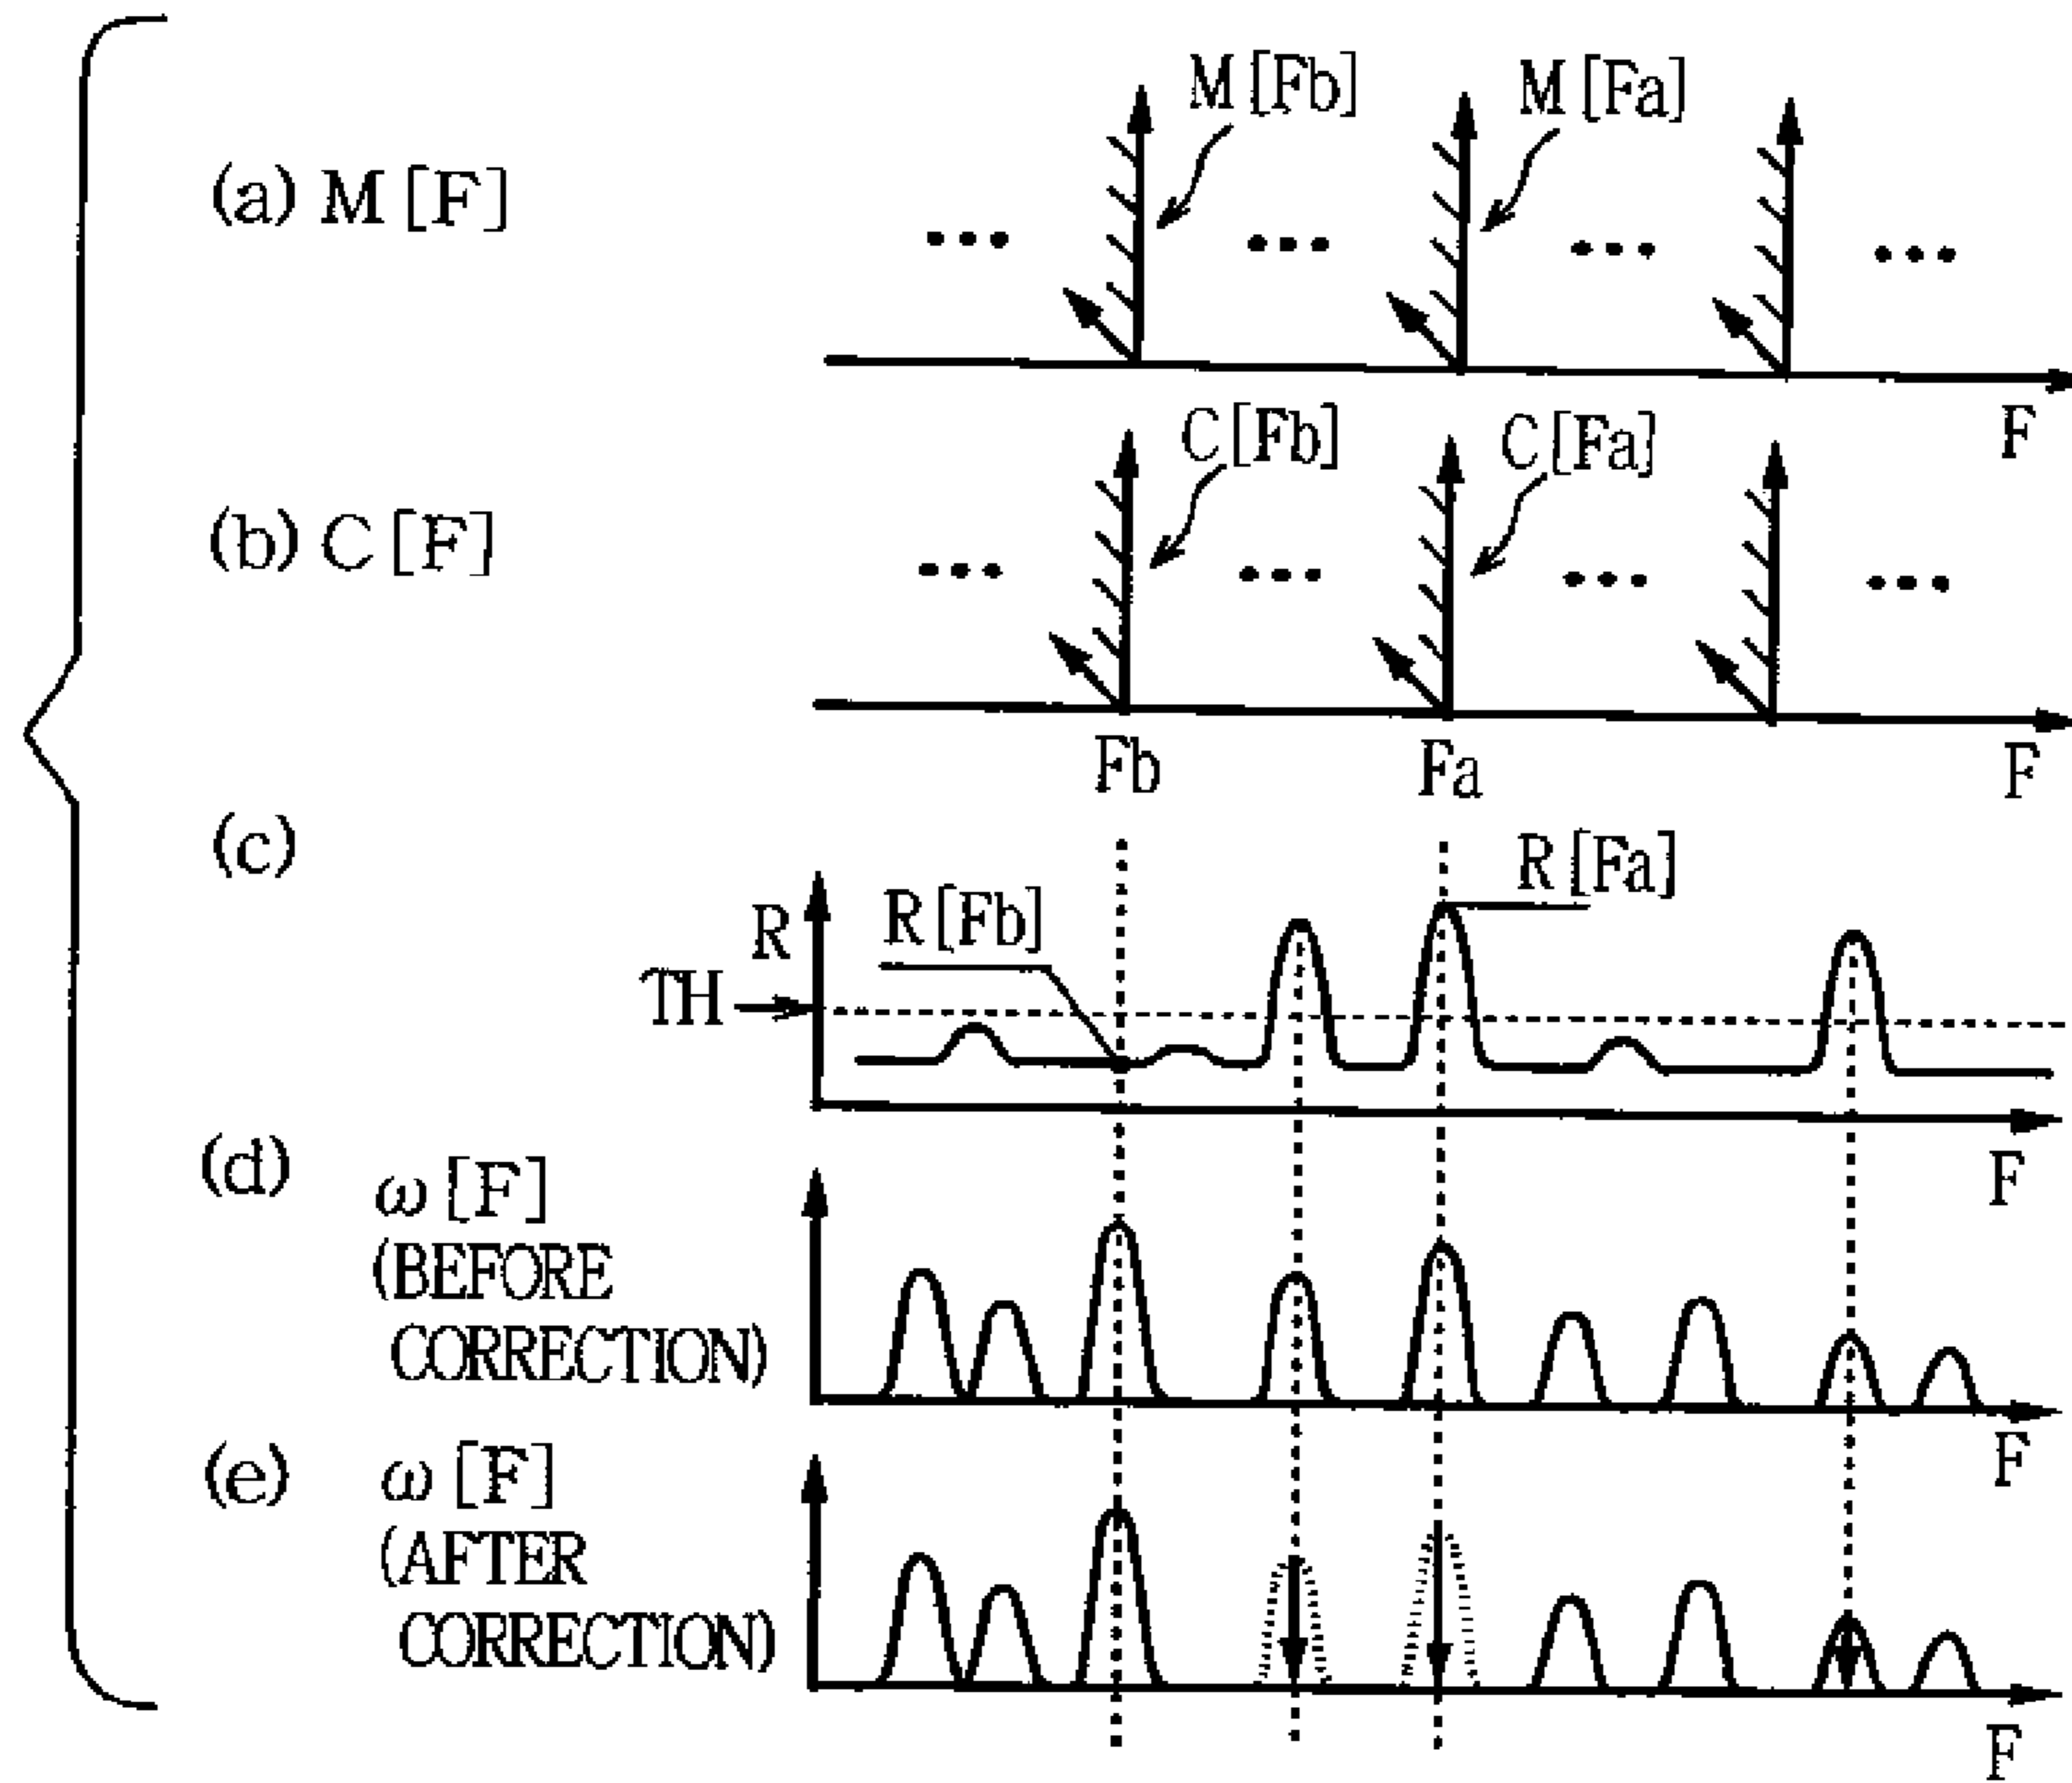 M[Fb] M[Fa]
(a) M[F]
F
C[Fb] C[Fa]
(b) C[F]
Fb Fa F
(c)
R R[Fb] R[Fa]
TH
F
(d) ω[F]
(BEFORE
CORRECTION)
F
(e) ω[F]
(AFTER
CORRECTION)
F